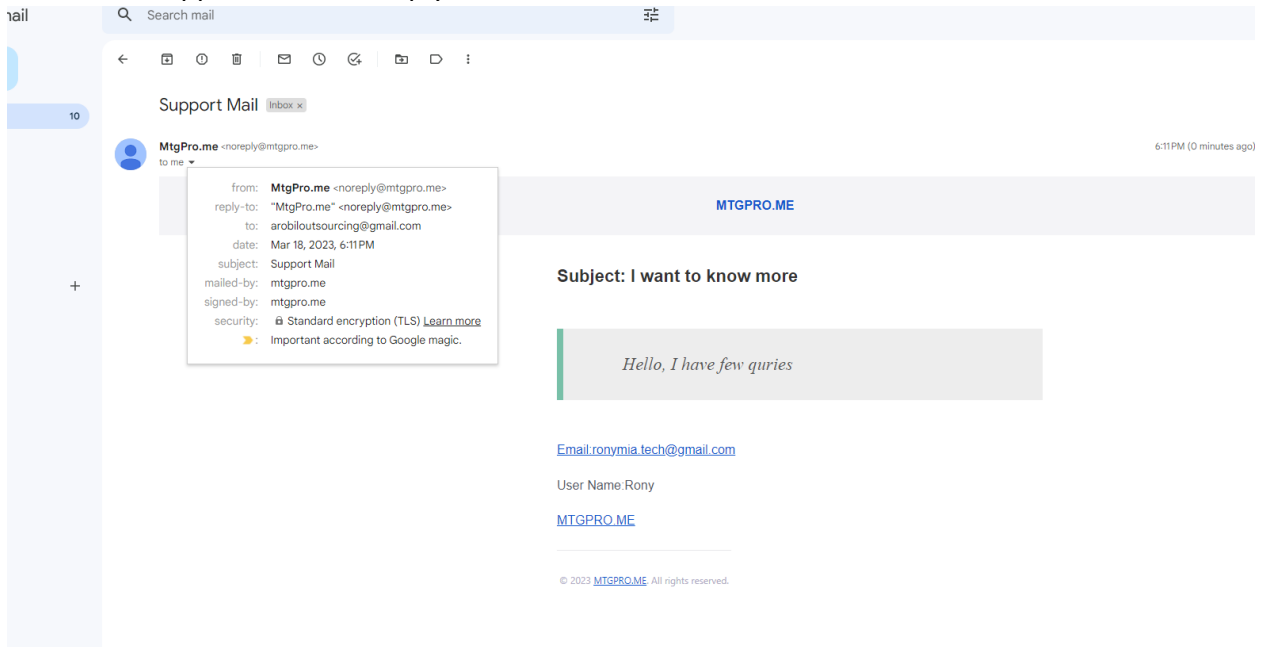 nail
Search mail
10
Support Mail Inbox x
MtgPro.me <noreply@mtgpro.me>
6:11 PM (0 minutes ago)
to me
from: MtgPro.me <noreply@mtgpro.me>
reply-to: "MtgPro.me" <noreply@mtgpro.me>
to: arobiloutsourcing@gmail.com
date: Mar 18, 2023, 6:11 PM
subject: Support Mail
mailed-by: mtgpro.me
signed-by: mtgpro.me
security: Standard encryption (TLS) Learn more
: Important according to Google magic.
MTGPRO.ME
Subject: I want to know more
Hello, I have few quries
Email:ronymia.tech@gmail.com
User Name:Rony
MTGPRO.ME
© 2023 MTGPRO.ME. All rights reserved.